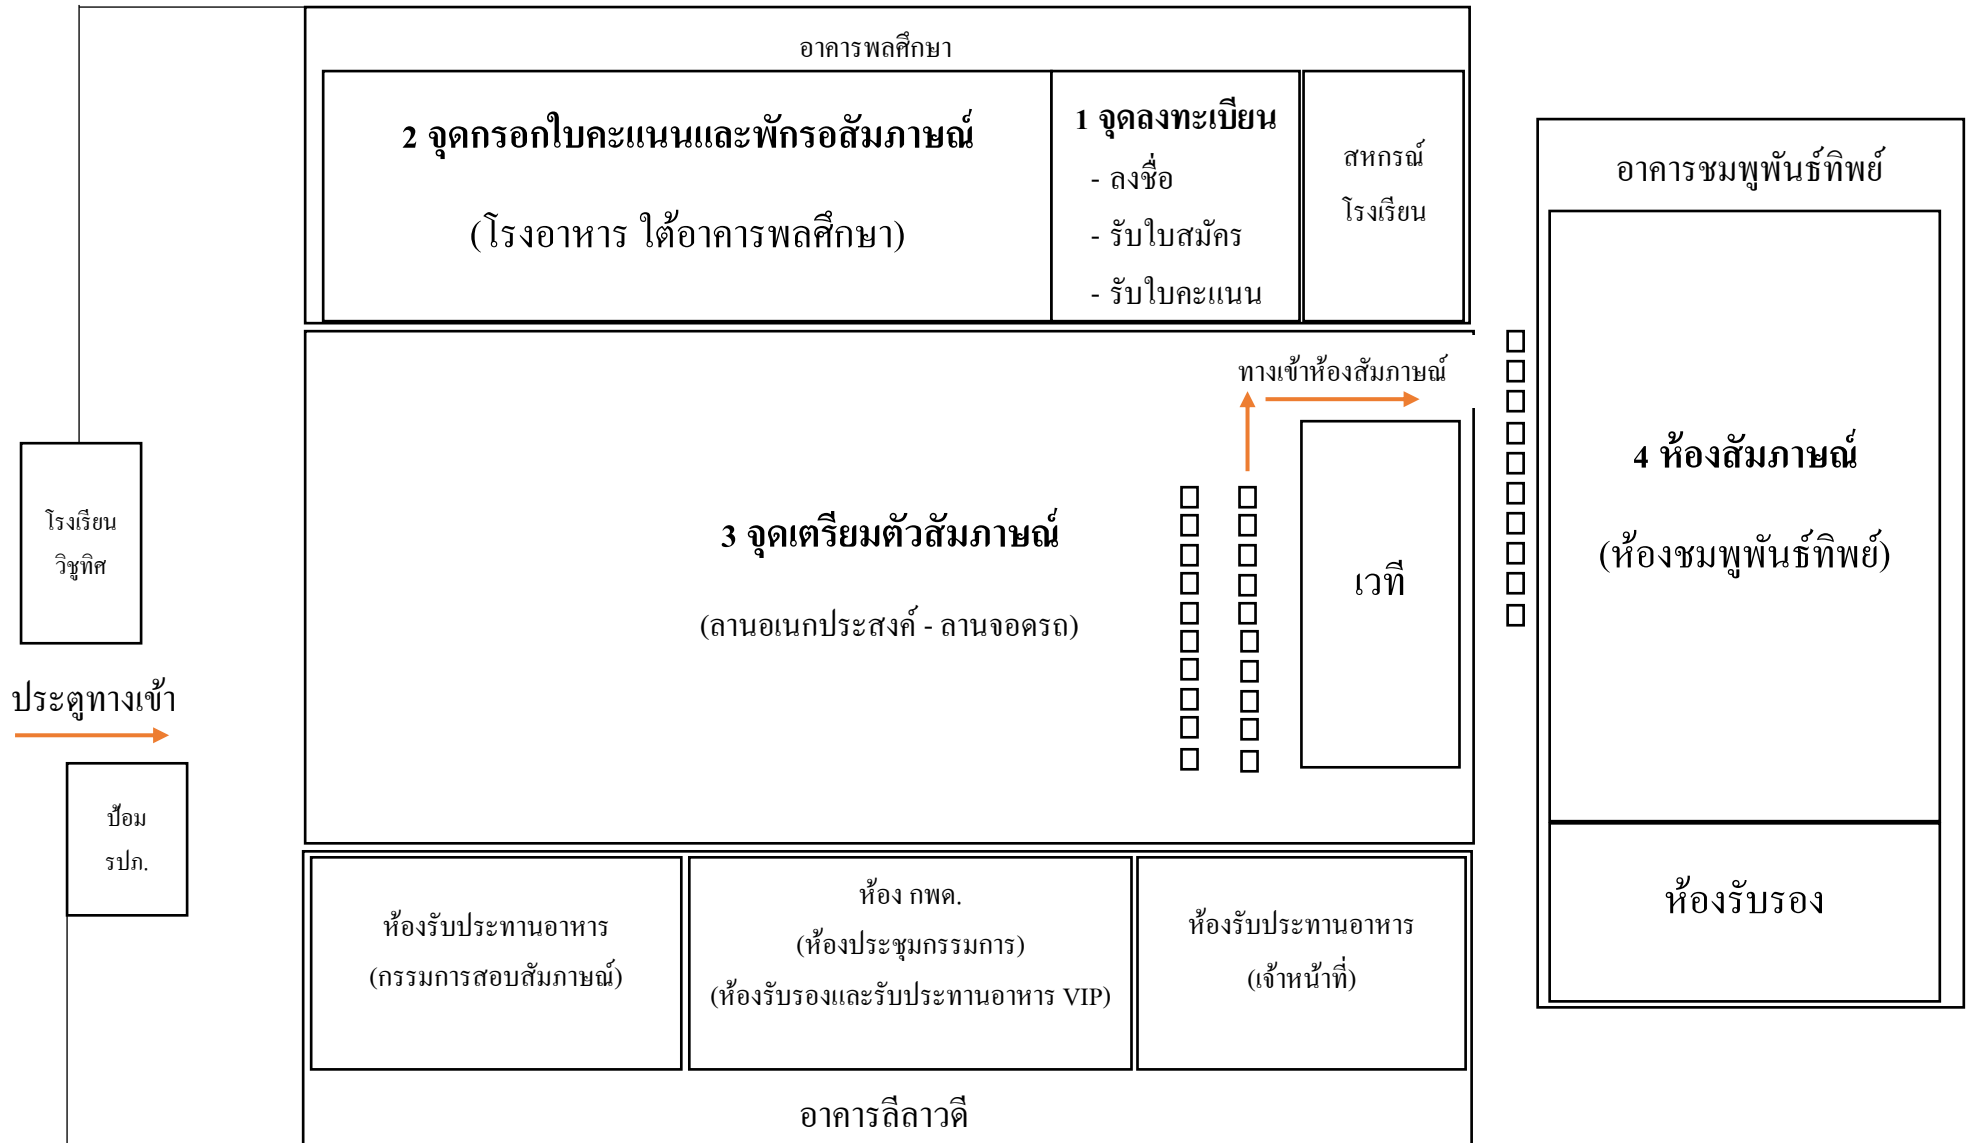 อาคารพลศึกษา
2 จุดกรอกใบคะแนนและพักรอสัมภาษณ์
(โรงอาหาร ใต้อาคารพลศึกษา)
1 จุดลงทะเบียน
- ลงชื่อ
- รับใบสมัคร
- รับใบคะแนน
สหกรณ์
โรงเรียน
อาคารชมพูพันธ์ทิพย์
ทางเข้าห้องสัมภาษณ์
4 ห้องสัมภาษณ์
(ห้องชมพูพันธ์ทิพย์)
โรงเรียน
วิชูทิศ
3 จุดเตรียมตัวสัมภาษณ์
(ลานอเนกประสงค์ - ลานจอดรถ)
เวที
ประตูทางเข้า
ป้อม
รปภ.
ห้องรับประทานอาหาร
(กรรมการสอบสัมภาษณ์)
ห้อง กพด.
(ห้องประชุมกรรมการ)
(ห้องรับรองและรับประทานอาหาร VIP)
ห้องรับประทานอาหาร
(เจ้าหน้าที่)
ห้องรับรอง
อาคารลีลาวดี